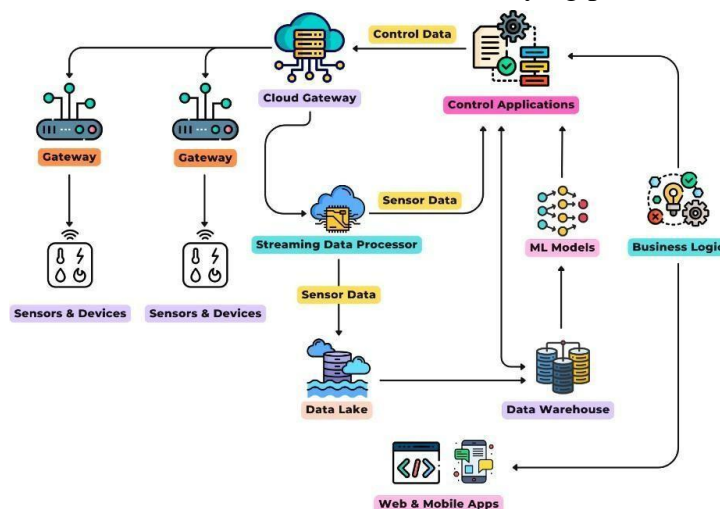 Control Data
Cloud Gateway
Control Applications
Gateway
Gateway
Sensor Data
Streaming Data Processor
ML Models
Business Logic
Sensor Data
Sensors & Devices
Sensors & Devices
Data Lake
Data Warehouse
Web & Mobile Apps